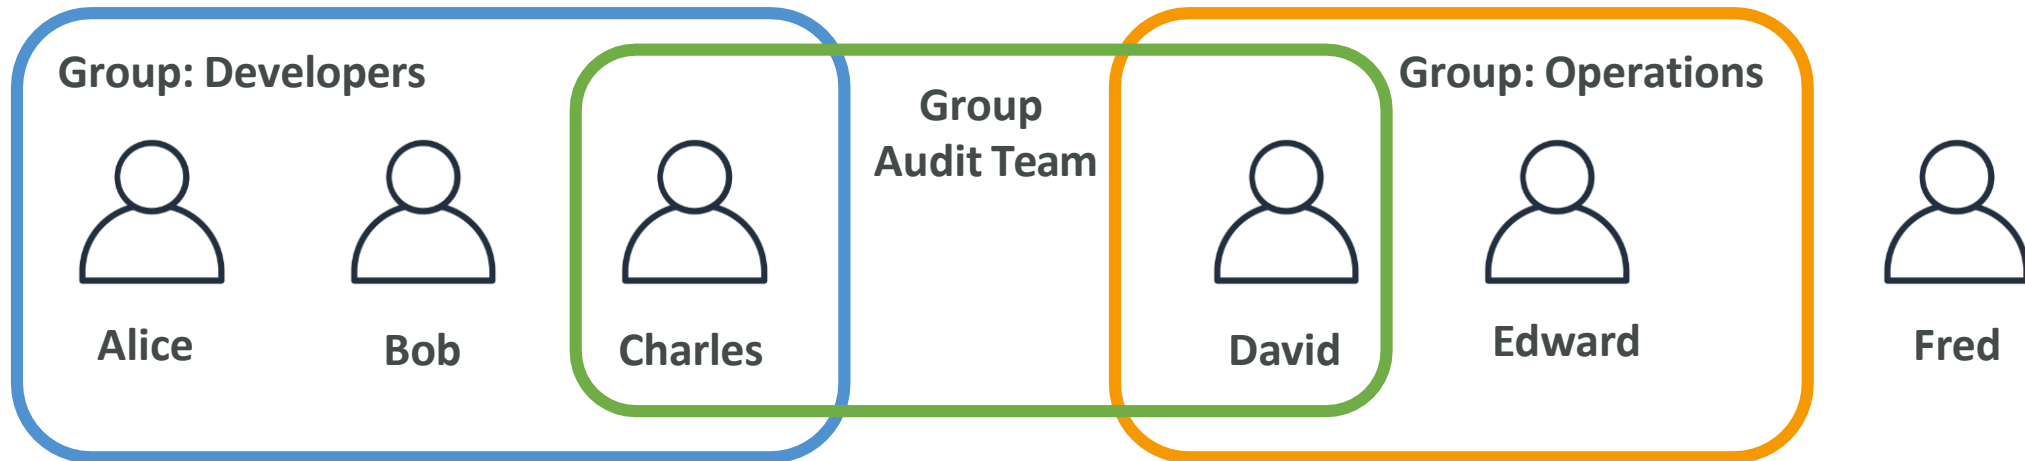 Group: Developers
Group
Audit Team
Group: Operations
Alice
Bob
Charles
David
Edward
Fred